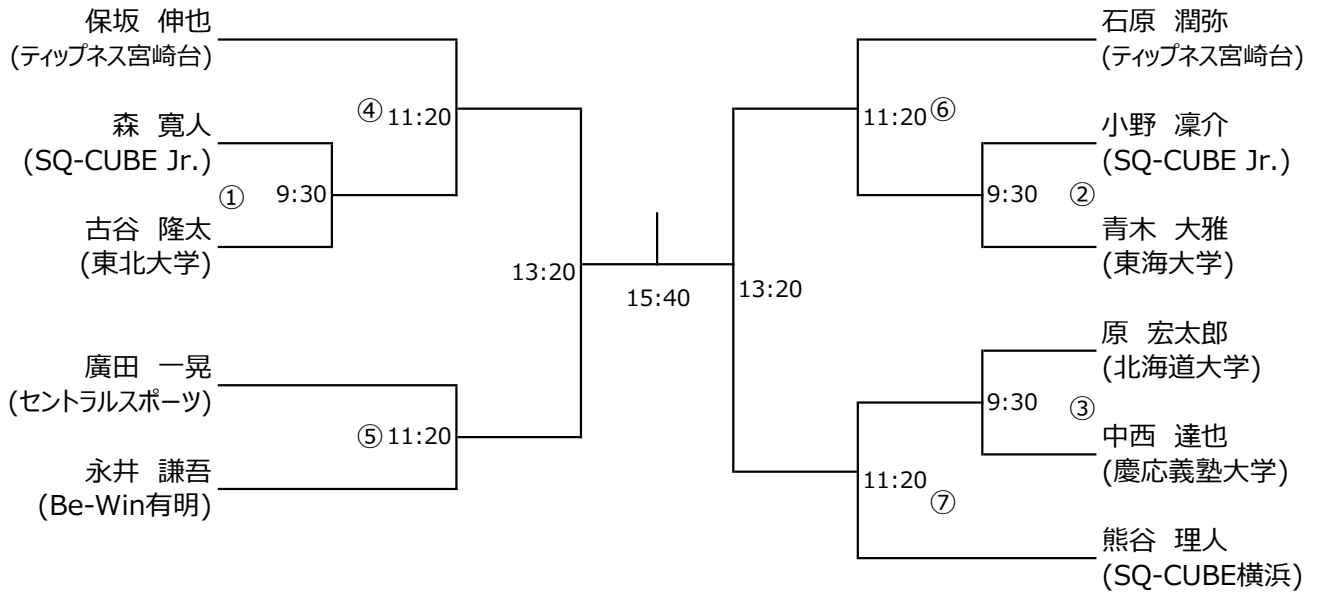 保坂 伸也
(ティップネス宮崎台)
④ 11:20
森 寛人
(SQ-CUBE Jr.)
① 9:30
古谷 隆太
(東北大学)
13:20
廣田 一晃
(セントラルスポーツ)
⑤ 11:20
永井 謙吾
(Be-Win有明)
15:40
石原 潤弥
(ティップネス宮崎台)
11:20 ⑥
小野 凜介
(SQ-CUBE Jr.)
9:30 ②
青木 大雅
(東海大学)
13:20
原 宏太郎
(北海道大学)
9:30 ③
中西 達也
(慶応義塾大学)
11:20 ⑦
熊谷 理人
(SQ-CUBE横浜)